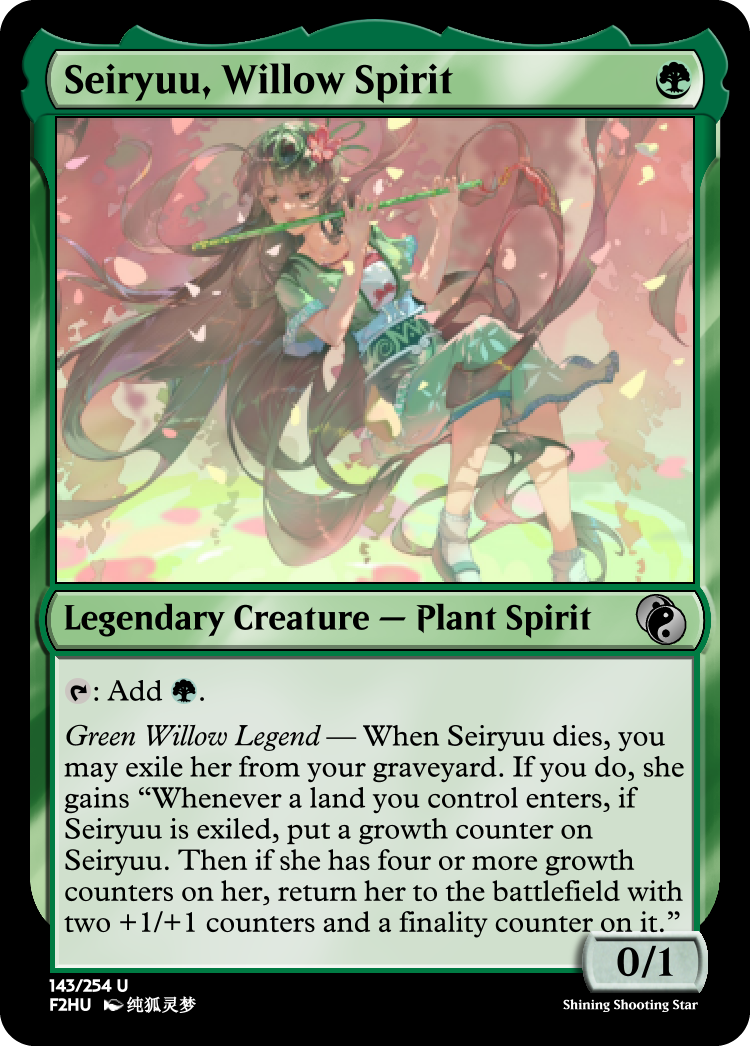 Seiryuu, Willow Spirit
Legendary Creature — Plant Spirit
: Add .
Green Willow Legend — When Seiryuu dies, you
may exile her from your graveyard. If you do, she
gains “Whenever a land you control enters, if
Seiryuu is exiled, put a growth counter on
Seiryuu. Then if she has four or more growth
counters on her, return her to the battlefield with
two +1/+1 counters and a finality counter on it.”
0/1
143/254 U
F2HU 纯狐灵梦
Shining Shooting Star